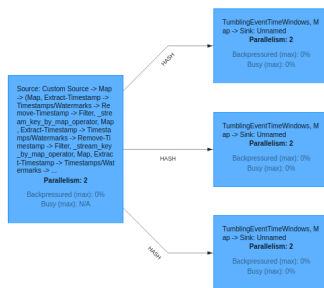 TumblingEventTimeWindows, M
ap -> Sink: Unnamed
Parallelism: 2
Backpressured (max): 0%
Busy (max): 0%
HASH
Source: Custom Source -> Map
-> (Map, Extract-Timestamp ->
Timestamps/Watermarks -> Re
move-Timestamp -> Filter, _stre
am_key_by_map_operator, Map
, Extract-Timestamp -> Timesta
mps/Watermarks -> Remove-Ti
mestamp -> Filter, _stream_key
_by_map_operator, Map, Extrac
t-Timestamp -> Timestamps/Wat
ermarks -> ...
Parallelism: 2
Backpressured (max): 0%
Busy (max): N/A
HASH
TumblingEventTimeWindows, M
ap -> Sink: Unnamed
Parallelism: 2
Backpressured (max): 0%
Busy (max): 0%
HASH
TumblingEventTimeWindows, M
ap -> Sink: Unnamed
Parallelism: 2
Backpressured (max): 0%
Busy (max): 0%